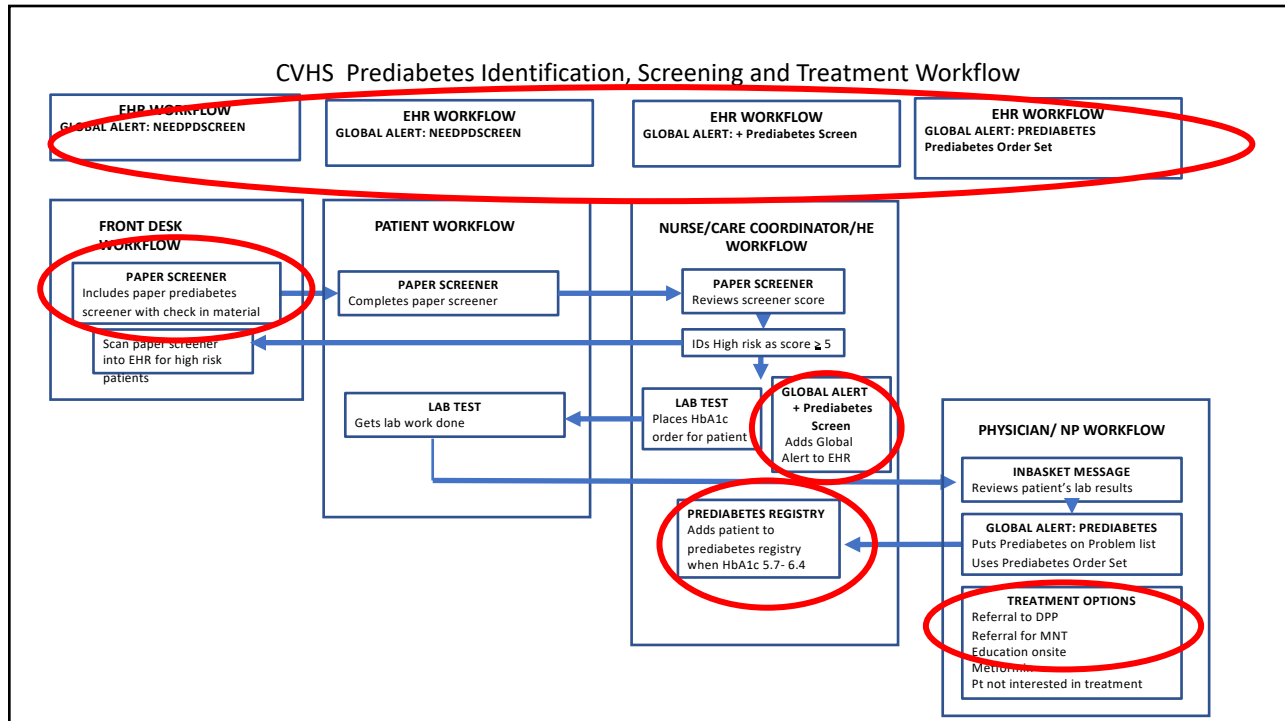 CVHS Prediabetes Identification, Screening and Treatment Workflow
EHR WORKFLOW
GLOBAL ALERT: NEEDPDSCREEN
EHR WORKFLOW
GLOBAL ALERT: NEEDPDSCREEN
EHR WORKFLOW
GLOBAL ALERT: + Prediabetes Screen
EHR WORKFLOW
GLOBAL ALERT: PREDIABETES
Prediabetes Order Set
FRONT DESK
WORKFLOW
PAPER SCREENER
Includes paper prediabetes
screener with check in material
Scan paper screener
into EHR for high risk
patients
PATIENT WORKFLOW
PAPER SCREENER
Completes paper screener
LAB TEST
Gets lab work done
NURSE/CARE COORDINATOR/HE
WORKFLOW
PAPER SCREENER
Reviews screener score
IDs High risk as score ≥ 5
LAB TEST
Places HbA1c
order for patient
GLOBAL ALERT
+ Prediabetes
Screen
Adds Global
Alert to EHR
PREDIABETES REGISTRY
Adds patient to
prediabetes registry
when HbA1c 5.7- 6.4
PHYSICIAN/ NP WORKFLOW
INBASKET MESSAGE
Reviews patient’s lab results
GLOBAL ALERT: PREDIABETES
Puts Prediabetes on Problem list
Uses Prediabetes Order Set
TREATMENT OPTIONS
Referral to DPP
Referral for MNT
Education onsite
Metformin
Pt not interested in treatment